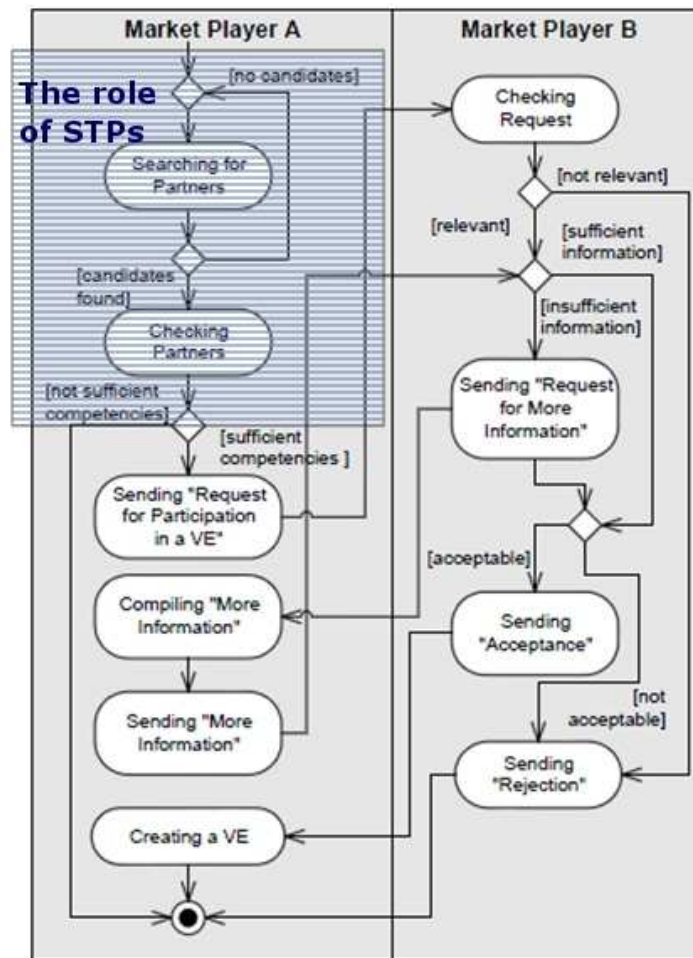 Market Player A
Market Player B
The role
of STPs
[no candidates]
Searching for
Partners
[candidates
found]
Checking
Partners
[not sufficient
competencies]
[sufficient
competencies ]
Sending "Request
for Participation
in a VE"
Compiling "More
Information"
Sending "More
Information"
Creating a VE
Checking
Request
[not relevant]
[relevant]
[sufficient
information]
[insufficient
information]
Sending "Request
for More
Information"
[acceptable]
Sending
"Acceptance"
[not
acceptable]
Sending
"Rejection"